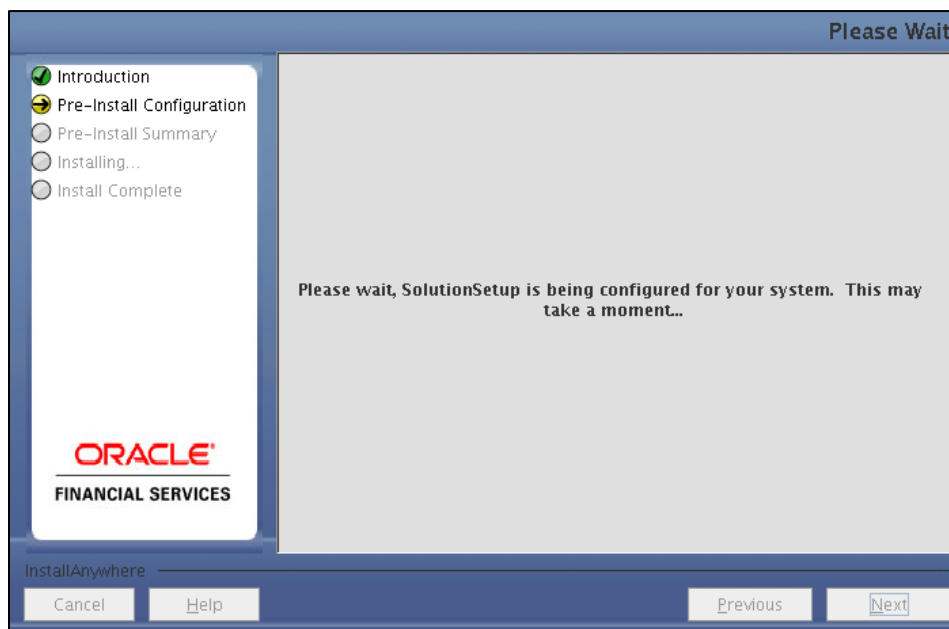 Please Wait
Introduction
Pre-Install Configuration
Pre-Install Summary
Installing...
Install Complete
Please wait, SolutionSetup is being configured for your system.  This may
take a moment...
ORACLE®
FINANCIAL SERVICES
InstallAnywhere
Cancel
Help
Previous
Next